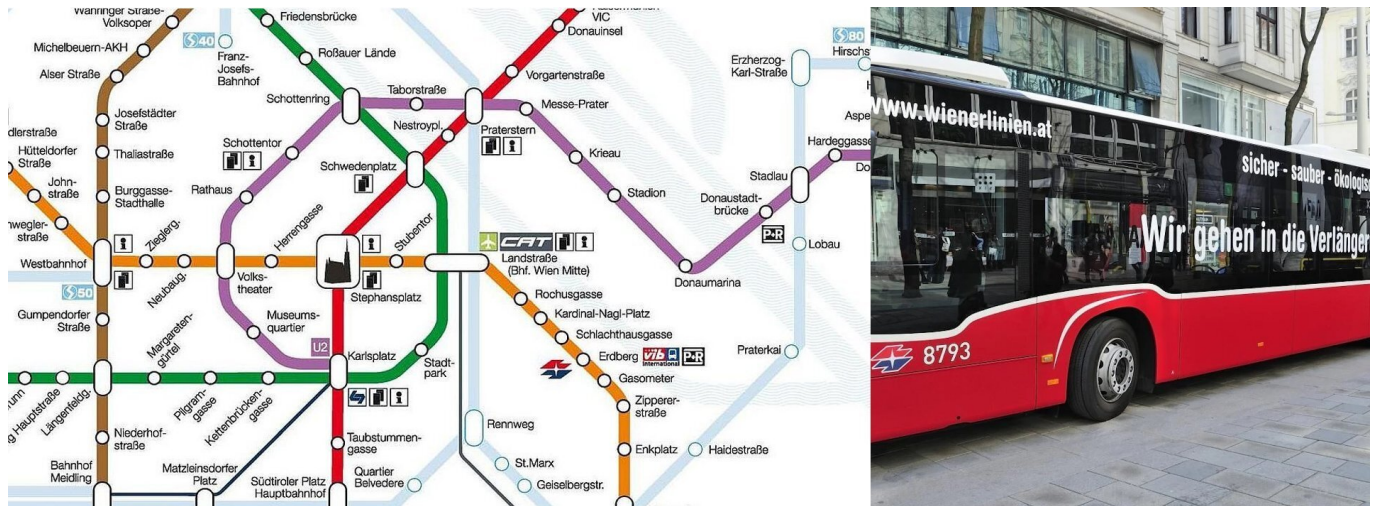 Währinger Straße-
Volksoper
Michelbeuern-AKH
Alser Straße
Josefstädter
Straße
Thaliastraße
Hütteldorfer
Straße
John-
straße
Burggasse-
Stadthalle
straße
Westbahnhof
S50
Gumpendorfer
Straße
Zieglerg.
Neubaug.
Margareten-
gürtel
Pilgram-
gasse
Kettenbrücken-
gasse
Hauptstraße
Längenfeldg.
Niederhof-
straße
Bahnhof
Meidling
Matzleinsdorfer
Platz
S40
Franz-
Josefs-
Bahnhof
Friedensbrücke
Roßauer Lände
Schottenring
Schottentor
Rathaus
Herrengasse
Volks-
theater
Museums-
quartier
U2
Karlsplatz
Stephansplatz
Stubentor
Stadt-
park
Taubstummen-
gasse
Südtiroler Platz
Hauptbahnhof
Quartier
Belvedere
Taborstraße
Nestroypl.
Schwedenplatz
Praterstern
VIC
Donauinsel
Vorgartenstraße
Messe-Prater
Krieau
Stadion
Donaumarina
Donaustadt-
brücke
P+R
Stadlau
Hardeggasse
Erzherzog-
Karl-Straße
S80
Lobau
Praterkai
Haidestraße
CAT
Landstraße
(Bhf. Wien Mitte)
Rochusgasse
Kardinal-Nagl-Platz
Schlachthausgasse
Erdberg
vib
international
P+R
Gasometer
Zipperer-
straße
Enkplatz
Rennweg
St.Marx
Geiselbergstr.
www.wienerlinien.at
sicher - sauber - ökologisc
Wir gehen in die Verlänger
8793